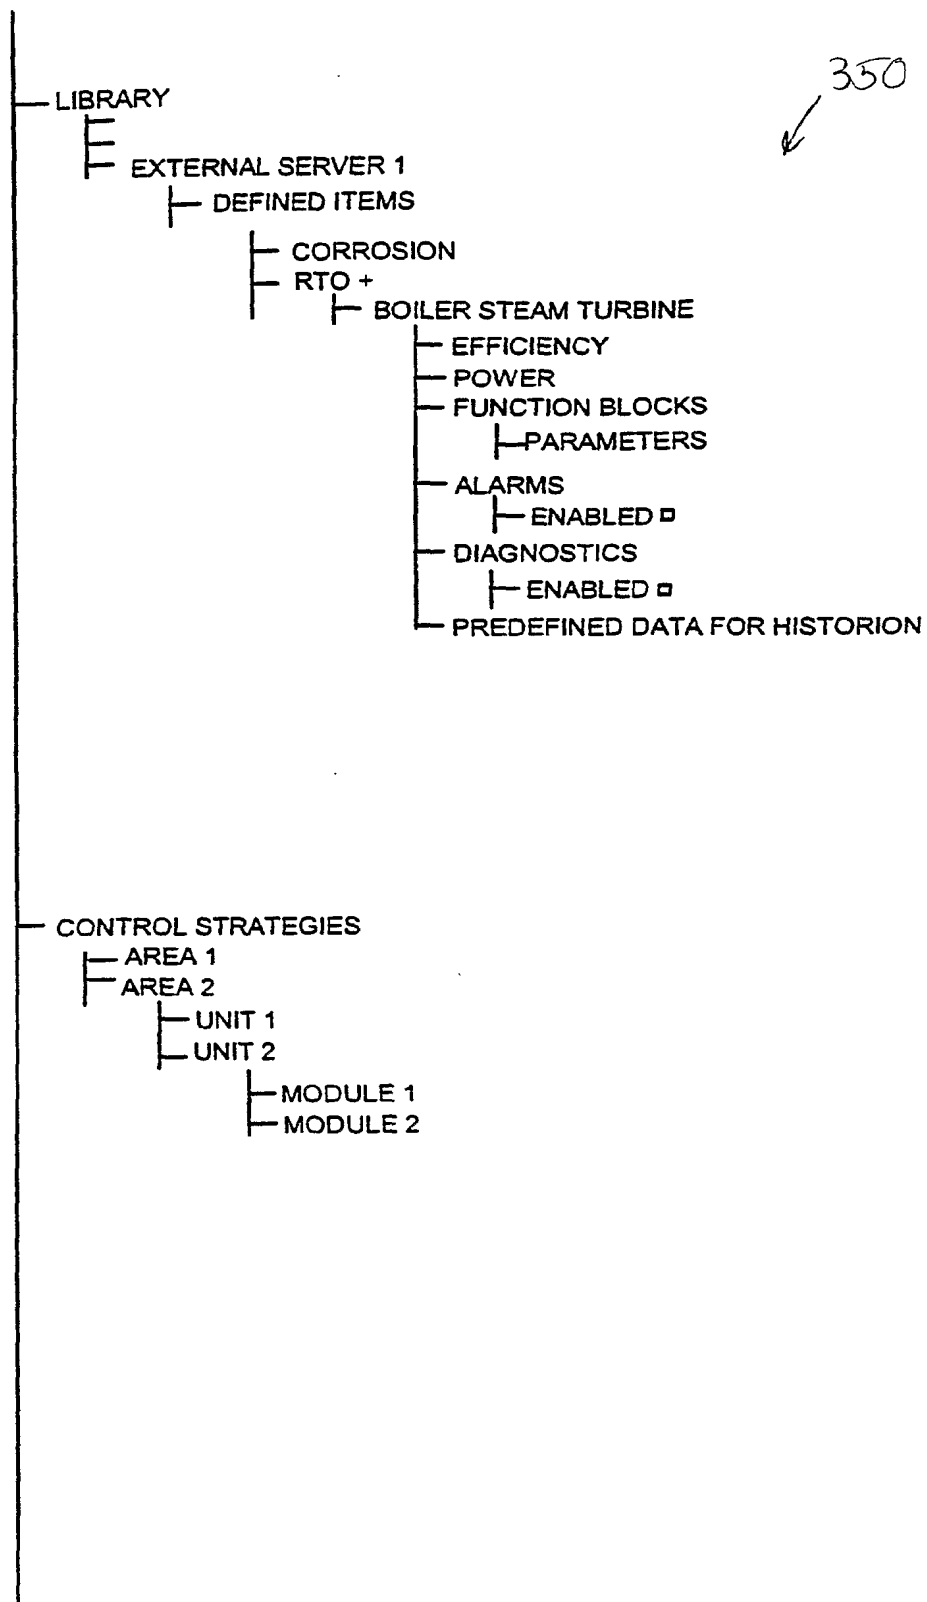 350
LIBRARY
EXTERNAL SERVER 1
DEFINED ITEMS
CORROSION
RTO +
BOILER STEAM TURBINE
EFFICIENCY
POWER
FUNCTION BLOCKS
PARAMETERS
ALARMS
ENABLED
DIAGNOSTICS
ENABLED
PREDEFINED DATA FOR HISTORION
CONTROL STRATEGIES
AREA 1
AREA 2
UNIT 1
UNIT 2
MODULE 1
MODULE 2